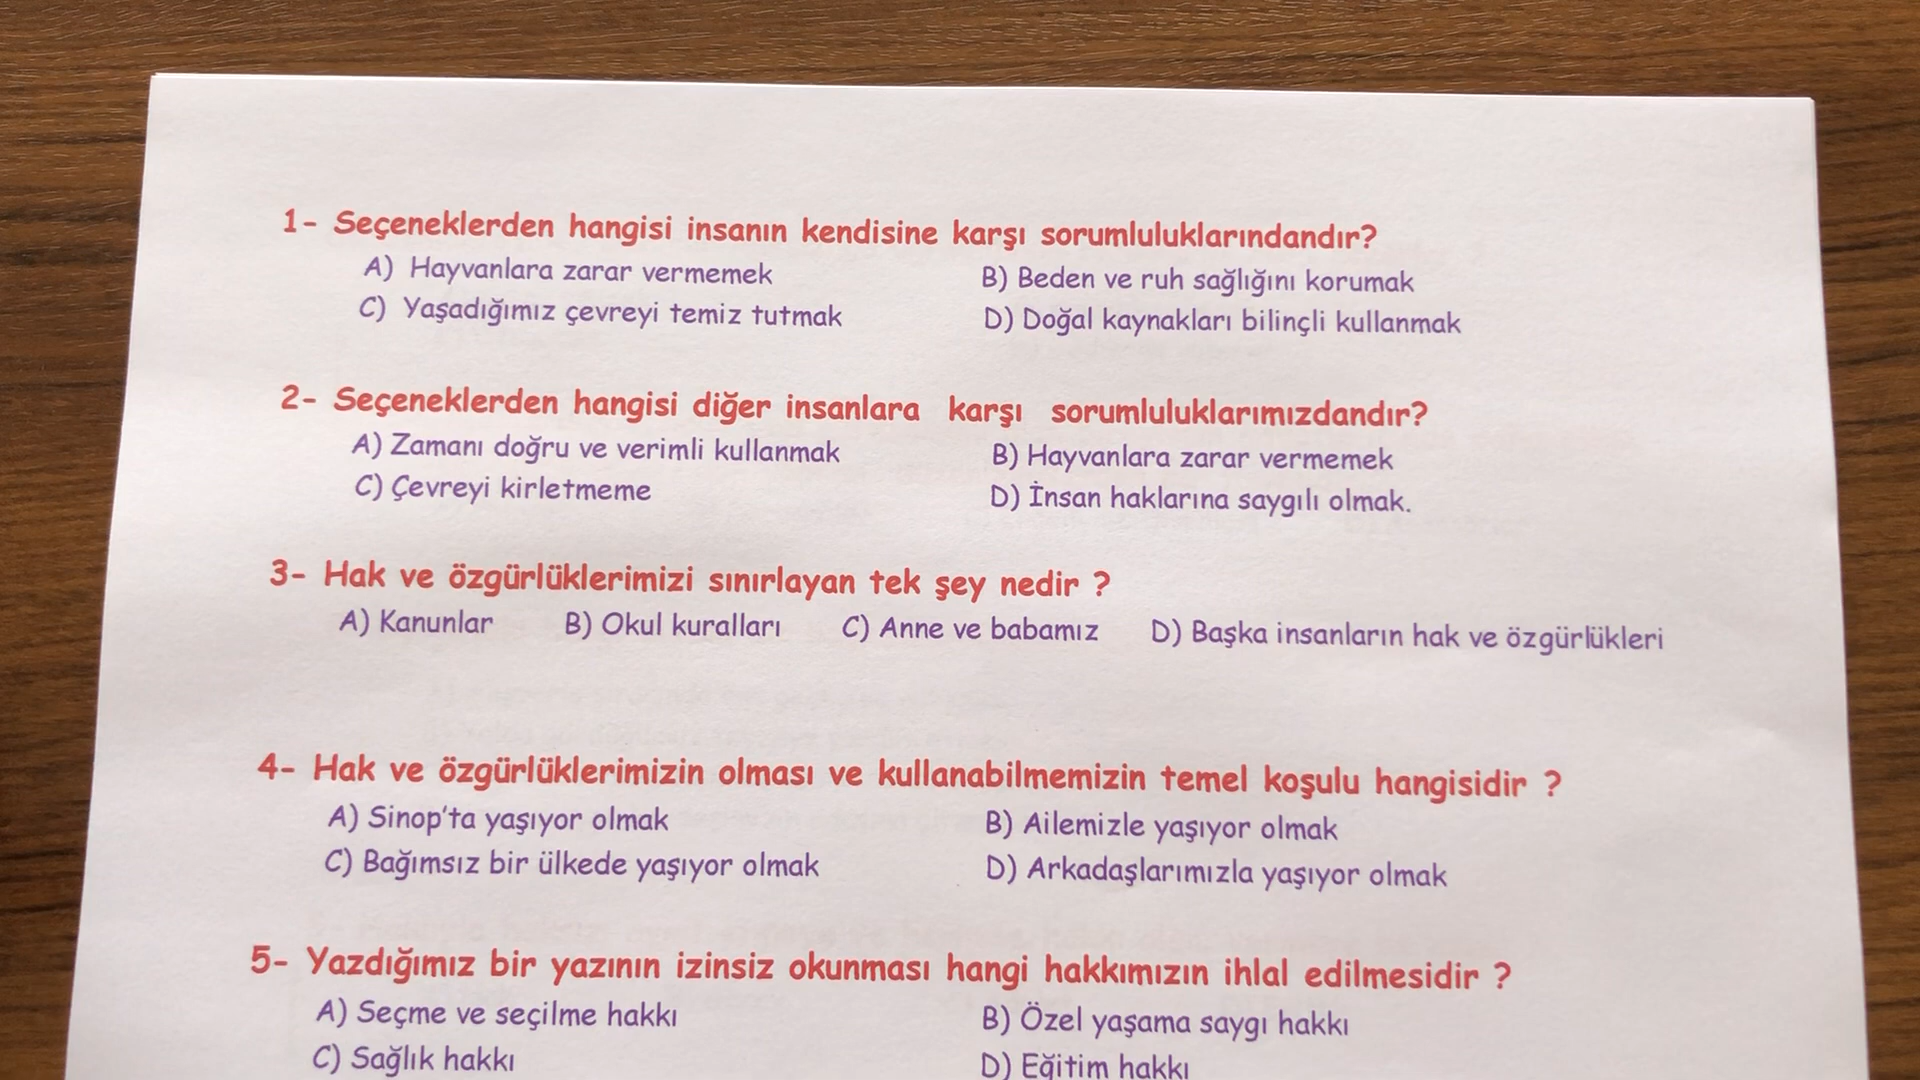 1- Seçeneklerden hangisi insanın kendisine karşı sorumluluklarındandır?
A) Hayvanlara zarar vermemek B) Beden ve ruh sağlığını korumak
C) Yaşadığımız çevreyi temiz tutmak D) Doğal kaynakları bilinçli kullanmak
2- Seçeneklerden hangisi diğer insanlara karşı sorumluluklarımızdandır?
A) Zamanı doğru ve verimli kullanmak B) Hayvanlara zarar vermemek
C) Çevreyi kirletmeme D) İnsan haklarına saygılı olmak.
3- Hak ve özgürlüklerimizi sınırlayan tek şey nedir ?
A) Kanunlar B) Okul kuralları C) Anne ve babamız D) Başka insanların hak ve özgürlükleri
4- Hak ve özgürlüklerimizin olması ve kullanabilmemizin temel koşulu hangisidir ?
A) Sinop'ta yaşıyor olmak B) Ailemizle yaşıyor olmak
C) Bağımsız bir ülkede yaşıyor olmak D) Arkadaşlarımızla yaşıyor olmak
5- Yazdığımız bir yazının izinsiz okunması hangi hakkımızın ihlal edilmesidir ?
A) Seçme ve seçilme hakkı B) Özel yaşama saygı hakkı
C) Sağlık hakkı D) Eğitim hakkı